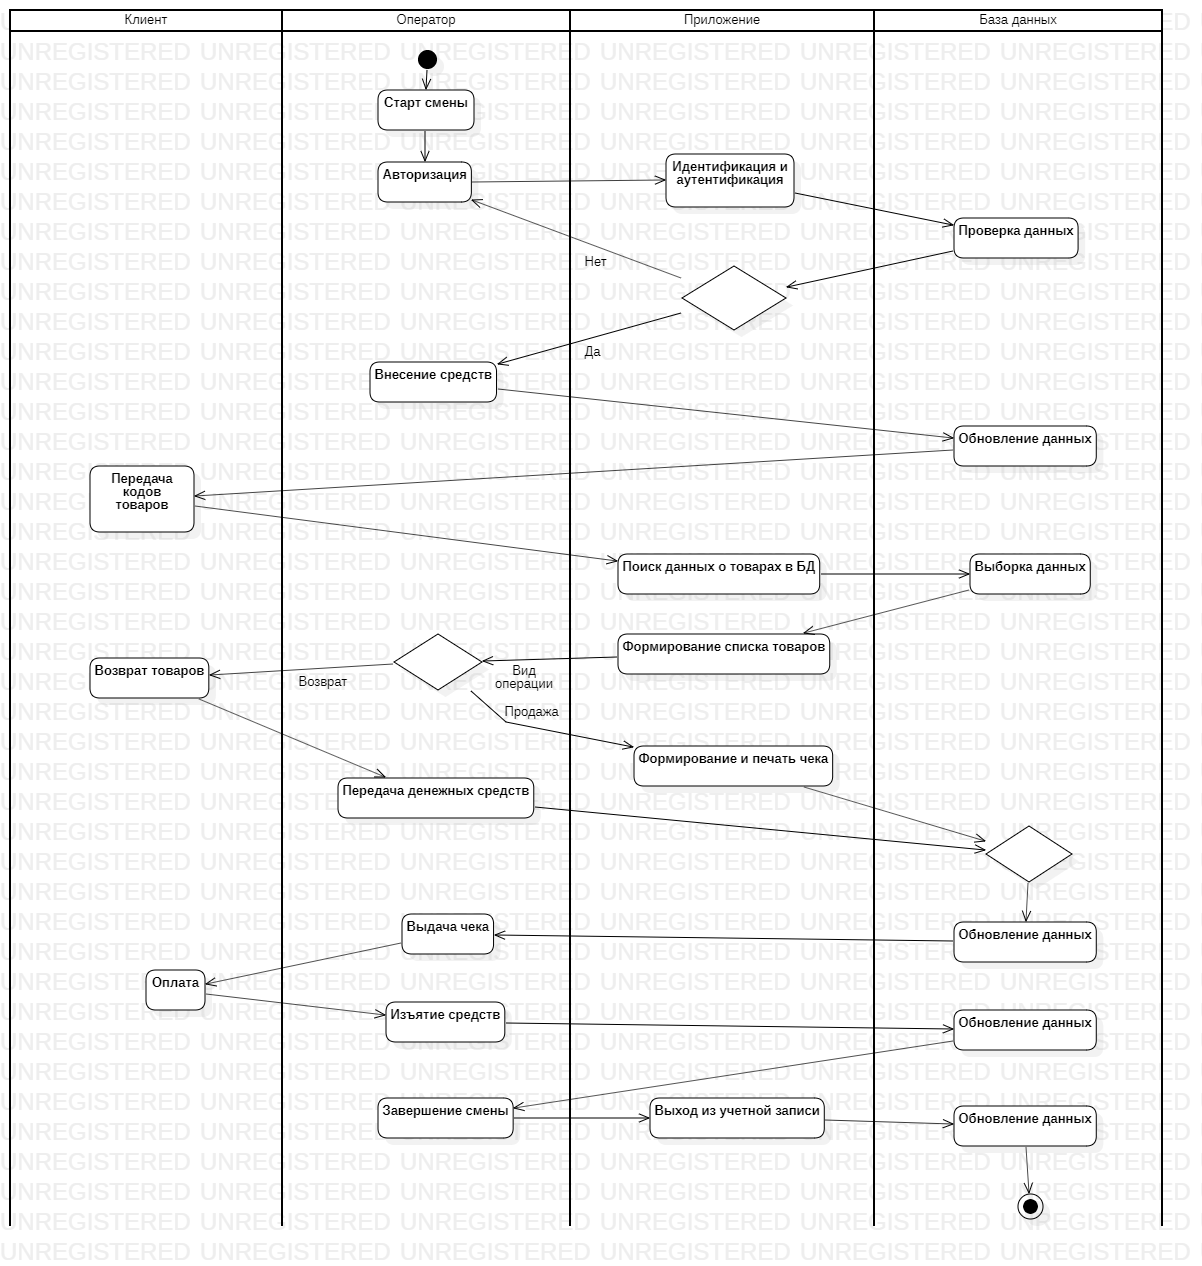 Клиент
Оператор
Приложение
База данных
Старт смены
Авторизация
Идентификация и
аутентификация
Проверка данных
Нет
Да
Внесение средств
Обновление данных
Передача
кодов
товаров
Поиск данных о товарах в БД
Выборка данных
Формирование списка товаров
Вид
операции
Возврат товаров
Возврат
Продажа
Формирование и печать чека
Передача денежных средств
Выдача чека
Обновление данных
Оплата
Изъятие средств
Обновление данных
Завершение смены
Выход из учетной записи
Обновление данных
UNREGISTERED UNREGISTERED UNREGISTERED UNREGISTERED UNREGISTERED UNREGISTERED